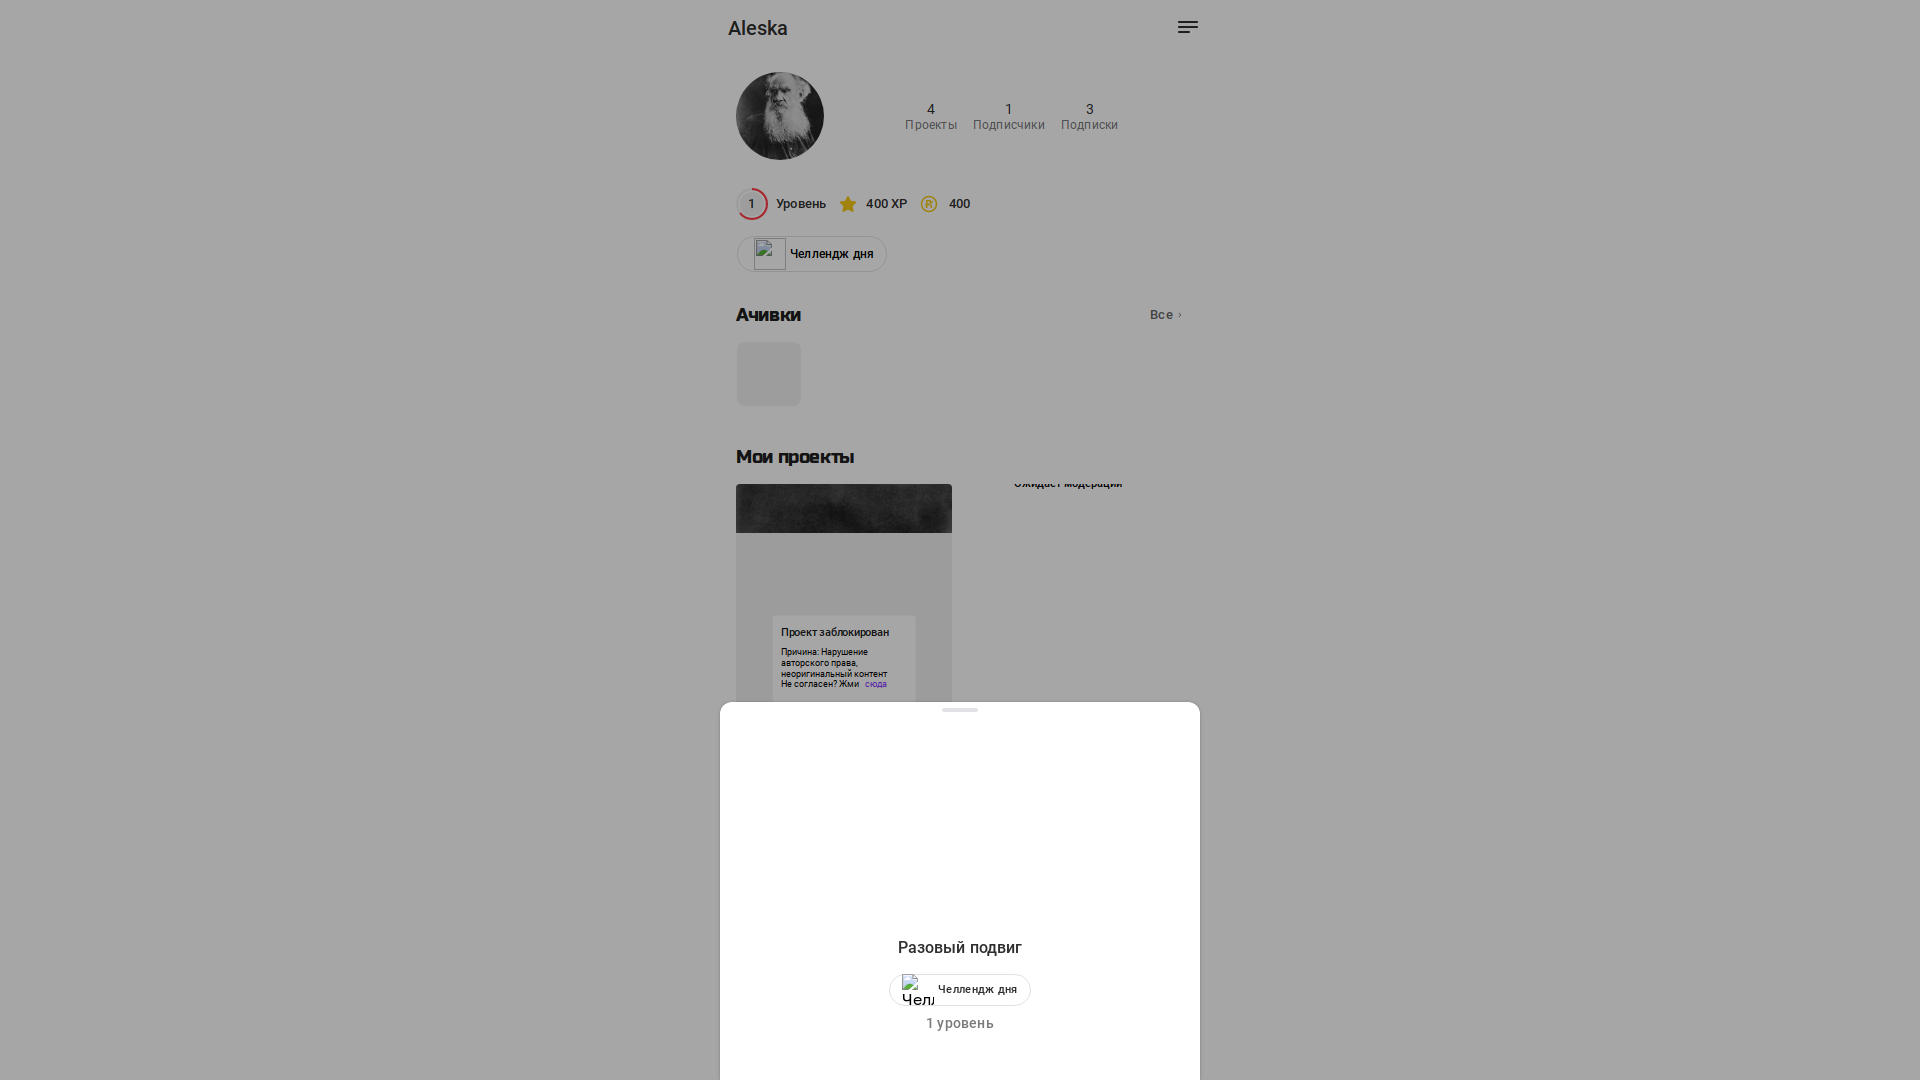 Aleska
4
1
3
Проекты
Подписчики
Подписки
1
Уровень
400 XP
400
Челлендж дня
Ачивки
Все
Мои проекты
Ожидает модерации
Проект заблокирован
Причина: Нарушение
авторского права,
неоригинальный контент
Не согласен? Жми сюда
Разовый подвиг
Челл
Челлендж дня
1 уровень